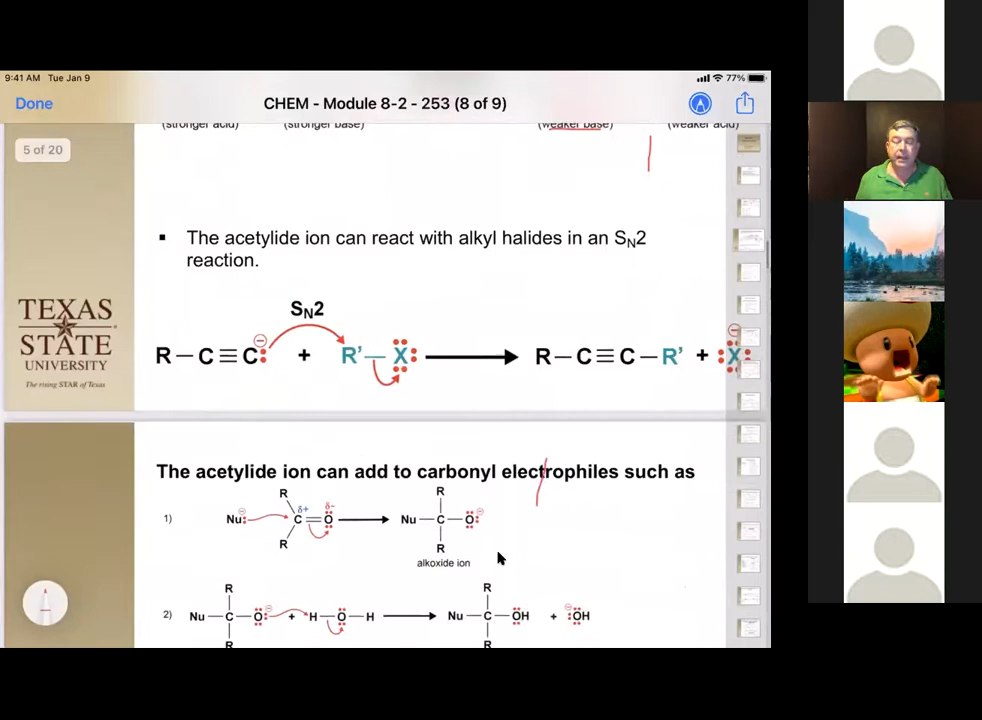 9:41 AM Tue Jan 9
77%
Done
CHEM - Module 8-2 - 253 (8 of 9)
5 of 20
(stronger acid) (stronger base) (weaker base) (weaker acid)
▪ The acetylide ion can react with alkyl halides in an SN2
reaction.
SN2
R－C≡C:⊖ + R'－X: → R－C≡C－R' + :X:⊖
TEXAS
STATE
UNIVERSITY
The rising STAR of Texas
The acetylide ion can add to carbonyl electrophiles such as
R R
1) Nu:⊖ C=O δ+ δ- → Nu－C－O:⊖
R R
alkoxide ion
R R
2) Nu－C－O:⊖ + H－O－H → Nu－C－OH + ⊖:OH
R R